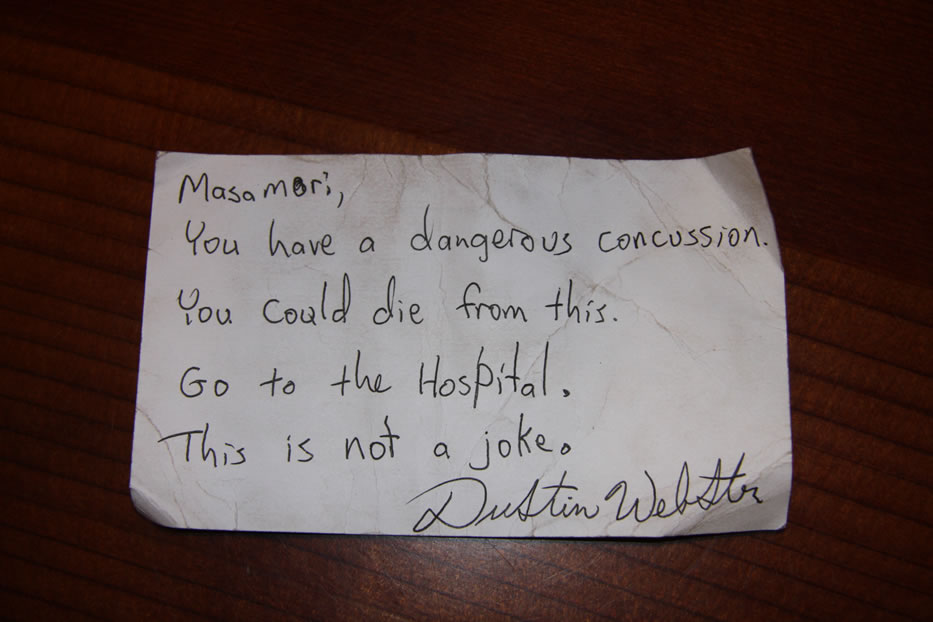 Masamori,
You have a dangerous concussion.
You could die from this.
Go to the Hospital.
This is not a joke.
Dustin Webster